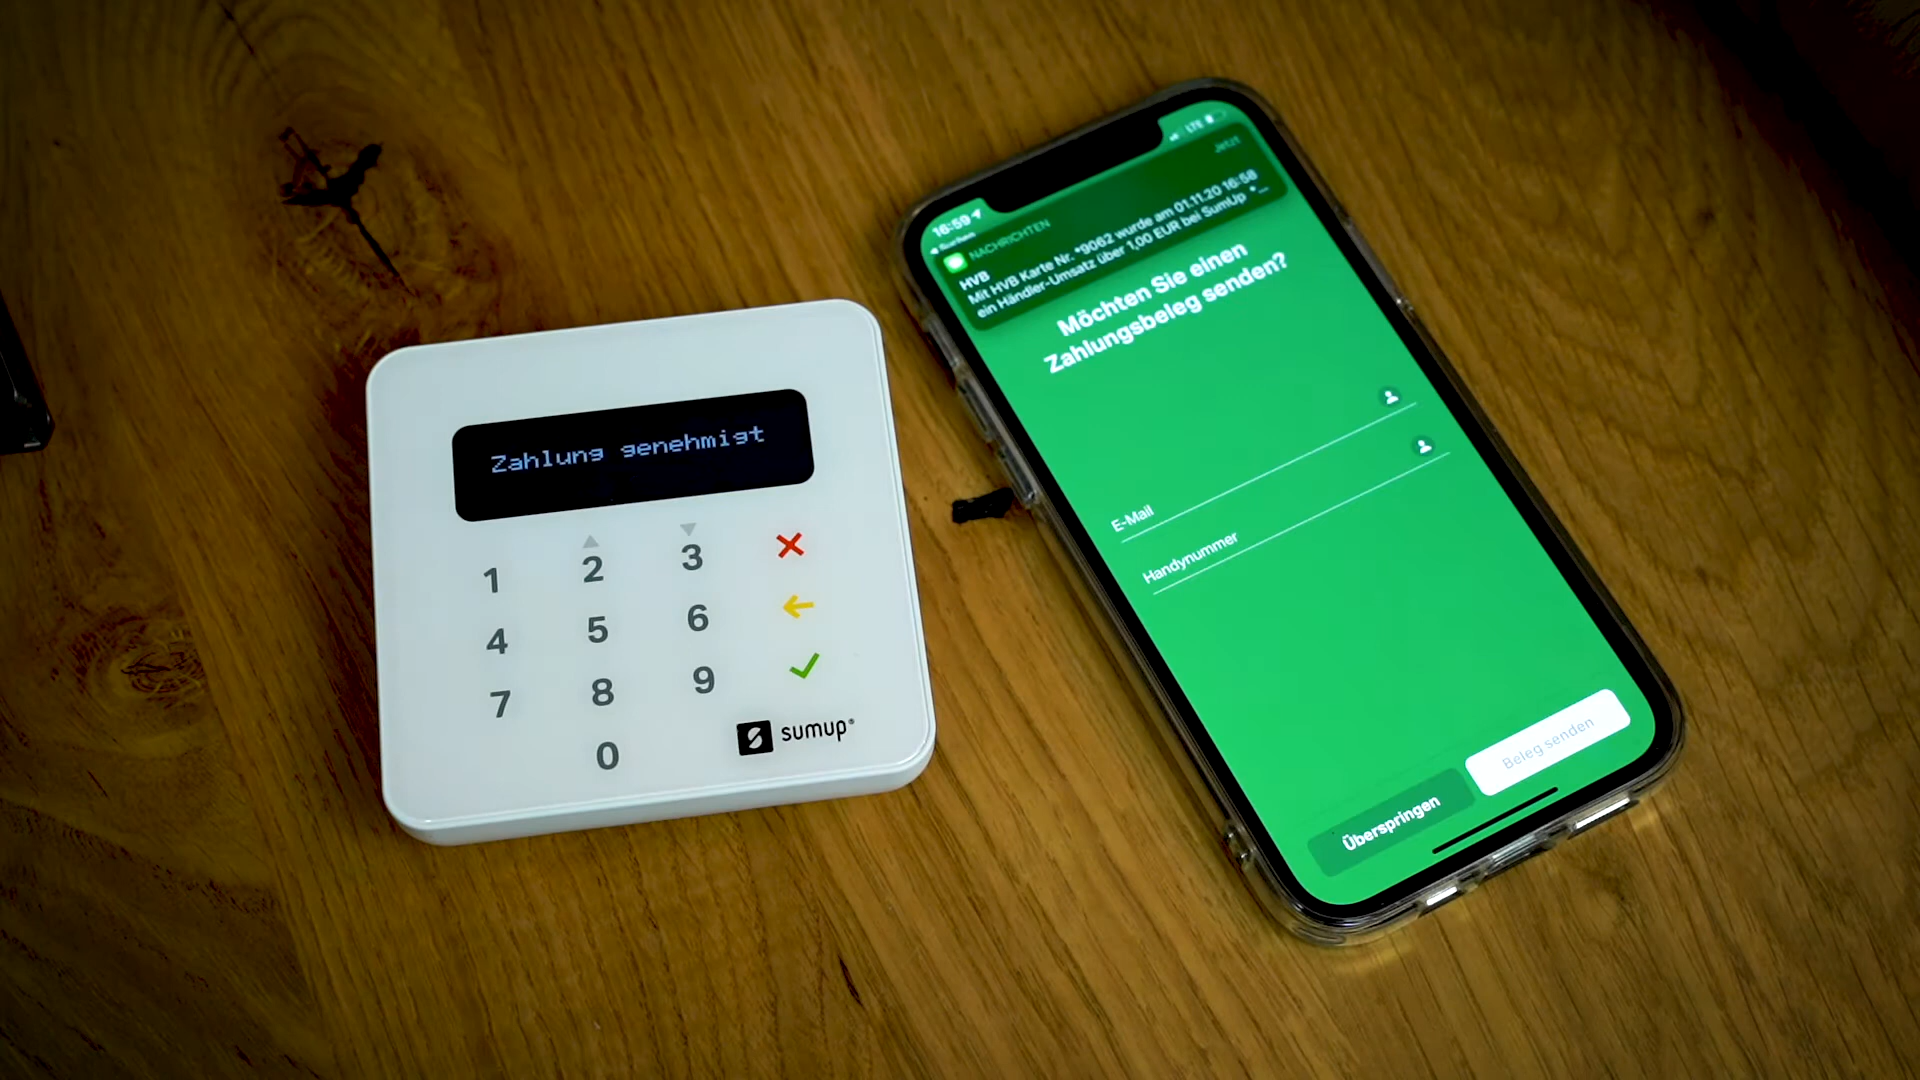 Zahlung genehmigt
1 2 3
4 5 6
7 8 9
0
sumup®
16:59
LTE
NACHRICHTEN
Jetzt
HVB
Mit HVB Karte Nr. *9062 wurde am 01.11.20 16:58
ein Händler-Umsatz über 1,00 EUR bei SumUp *...
Möchten Sie einen
Zahlungsbeleg senden?
E-Mail
Handynummer
Überspringen
Beleg senden